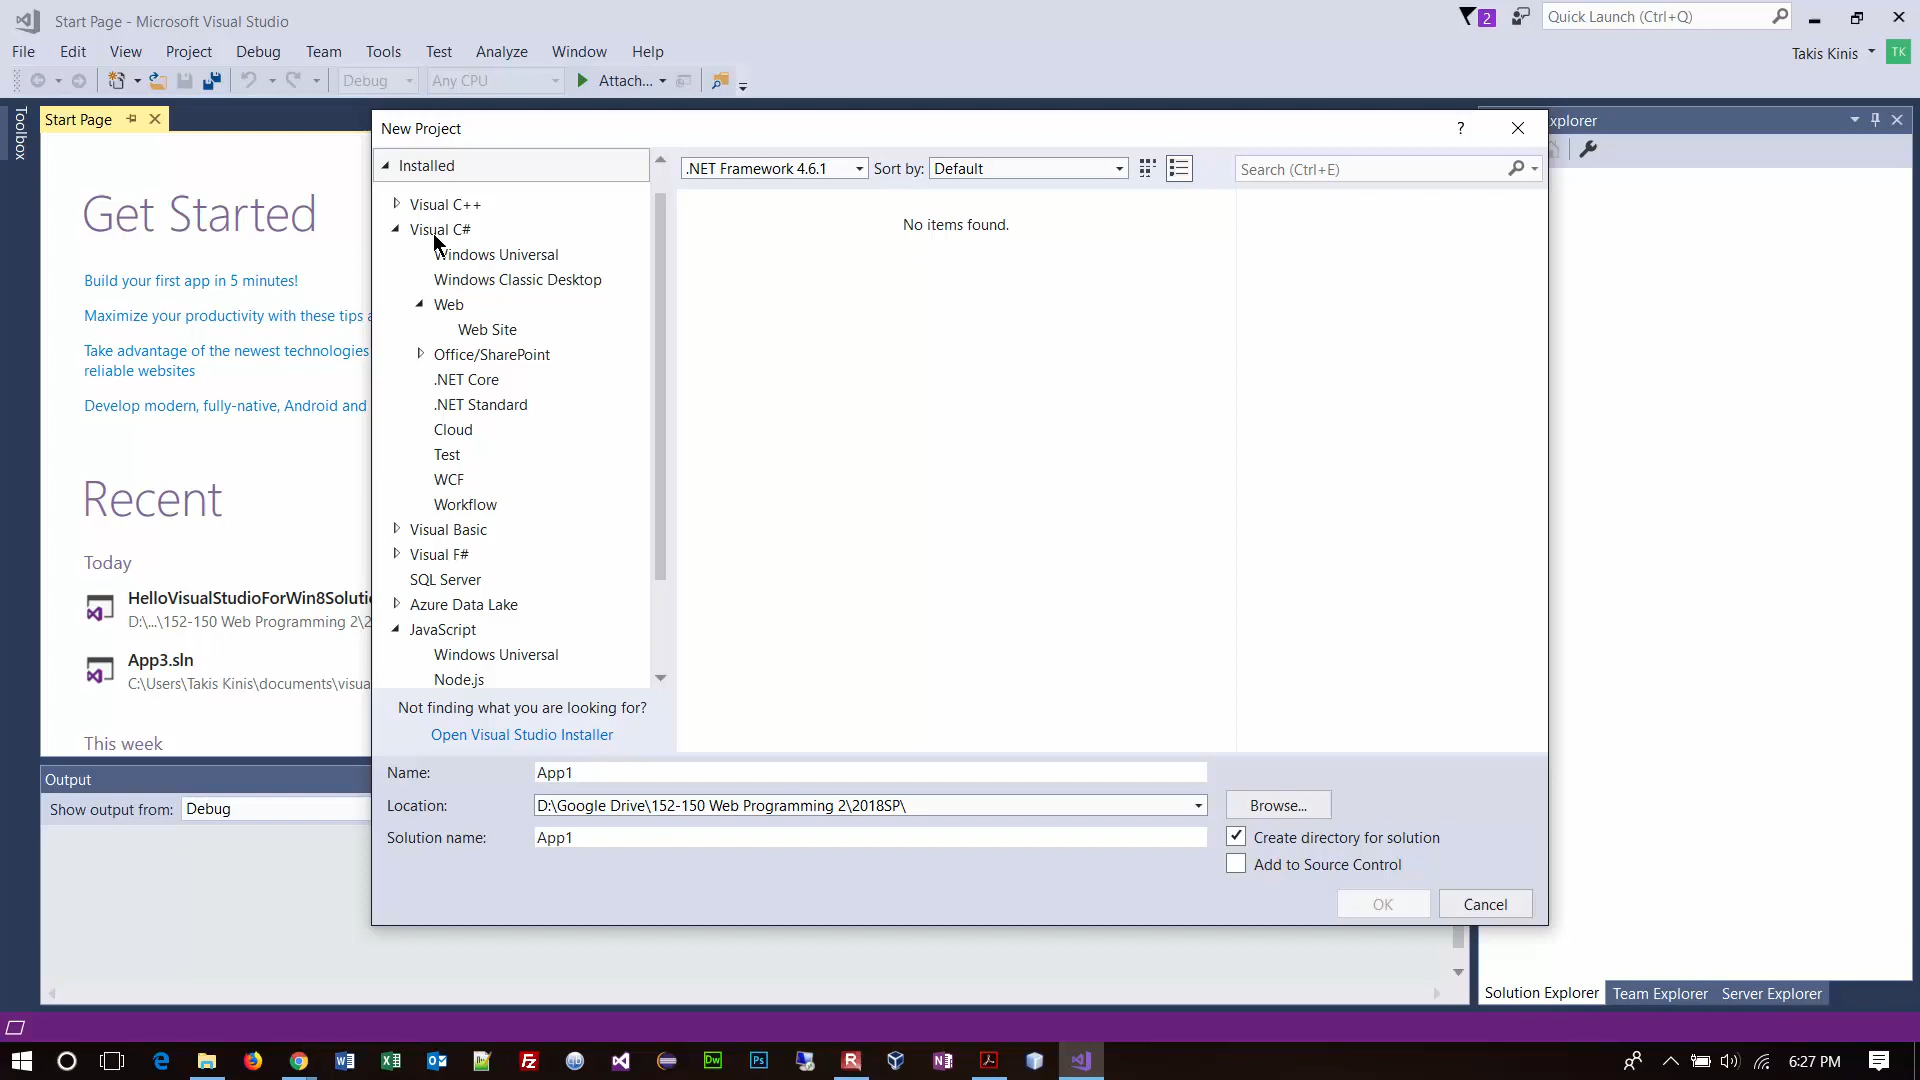 Start Page - Microsoft Visual Studio
2
Quick Launch (Ctrl+Q)
File Edit View Project Debug Team Tools Test Analyze Window Help
Takis Kinis TK
Debug Any CPU Attach...
Toolbox
Start Page
Get Started
Build your first app in 5 minutes!
Maximize your productivity with these tips a
Take advantage of the newest technologies
reliable websites
Develop modern, fully-native, Android and
Recent
Today
HelloVisualStudioForWin8Soluti
D:\...\152-150 Web Programming 2\2
App3.sln
C:\Users\Takis Kinis\documents\visua
This week
Output
Show output from: Debug
New Project
?
Installed
Visual C++
Visual C#
Windows Universal
Windows Classic Desktop
Web
Web Site
Office/SharePoint
.NET Core
.NET Standard
Cloud
Test
WCF
Workflow
Visual Basic
Visual F#
SQL Server
Azure Data Lake
JavaScript
Windows Universal
Node.js
Not finding what you are looking for?
Open Visual Studio Installer
.NET Framework 4.6.1 Sort by: Default
Search (Ctrl+E)
No items found.
Name: App1
Location: D:\Google Drive\152-150 Web Programming 2\2018SP\ Browse...
Solution name: App1
Create directory for solution
Add to Source Control
OK Cancel
xplorer
Solution Explorer Team Explorer Server Explorer
6:27 PM